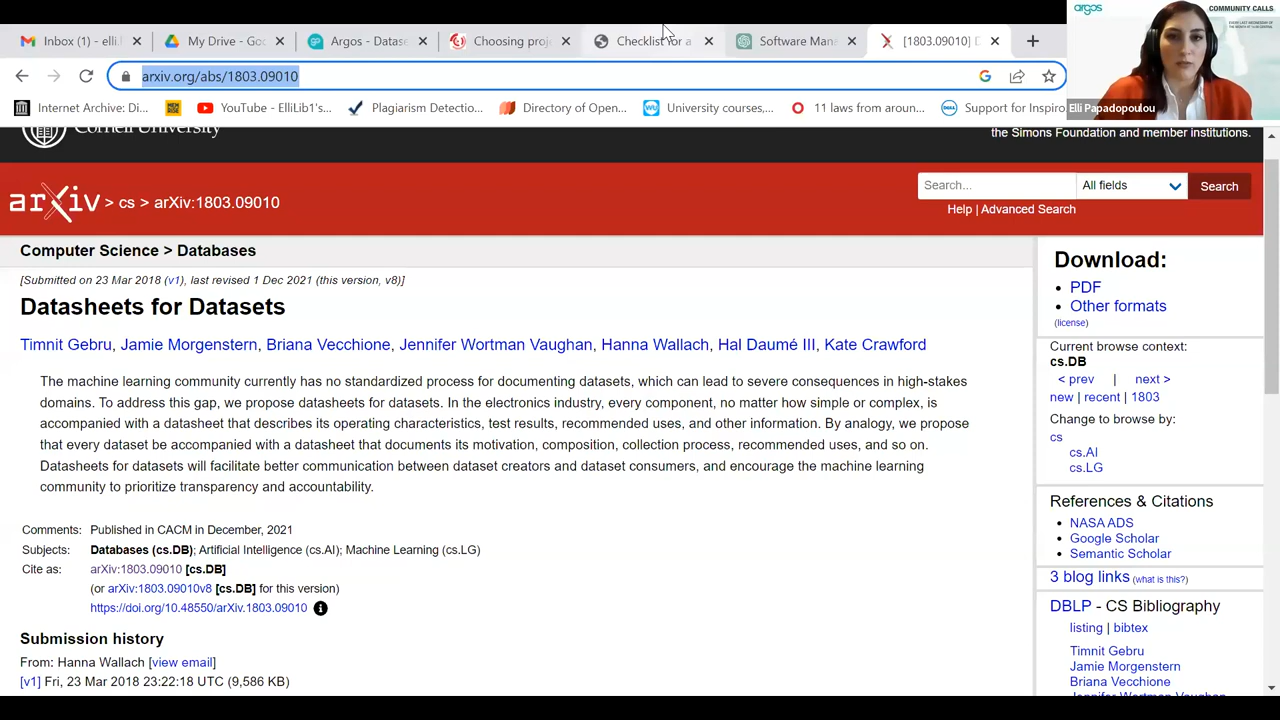 argos
COMMUNITY CALLS
Inbox (1) - elli.
My Drive - Goo
Argos - Datase
Choosing proj
Checklist for a
Software Mana
[1803.09010] D
arxiv.org/abs/1803.09010
Elli Papadopoulou
Internet Archive: Di...
YouTube - ElliLib1's...
Plagiarism Detectio...
Directory of Open...
University courses,...
11 laws from aroun...
Support for Inspiro
Cornell University
the Simons Foundation and member institutions.
arXiv > cs > arXiv:1803.09010
Search...
All fields
Search
Help | Advanced Search
Computer Science > Databases
[Submitted on 23 Mar 2018 (v1), last revised 1 Dec 2021 (this version, v8)]
Datasheets for Datasets
Timnit Gebru, Jamie Morgenstern, Briana Vecchione, Jennifer Wortman Vaughan, Hanna Wallach, Hal Daumé III, Kate Crawford
The machine learning community currently has no standardized process for documenting datasets, which can lead to severe consequences in high-stakes
domains. To address this gap, we propose datasheets for datasets. In the electronics industry, every component, no matter how simple or complex, is
accompanied with a datasheet that describes its operating characteristics, test results, recommended uses, and other information. By analogy, we propose
that every dataset be accompanied with a datasheet that documents its motivation, composition, collection process, recommended uses, and so on.
Datasheets for datasets will facilitate better communication between dataset creators and dataset consumers, and encourage the machine learning
community to prioritize transparency and accountability.
Comments: Published in CACM in December, 2021
Subjects: Databases (cs.DB); Artificial Intelligence (cs.AI); Machine Learning (cs.LG)
Cite as: arXiv:1803.09010 [cs.DB]
(or arXiv:1803.09010v8 [cs.DB] for this version)
https://doi.org/10.48550/arXiv.1803.09010
Submission history
From: Hanna Wallach [view email]
[v1] Fri, 23 Mar 2018 23:22:18 UTC (9,586 KB)
Download:
PDF
Other formats
(license)
Current browse context:
cs.DB
< prev | next >
new | recent | 1803
Change to browse by:
cs
cs.AI
cs.LG
References & Citations
NASA ADS
Google Scholar
Semantic Scholar
3 blog links (what is this?)
DBLP - CS Bibliography
listing | bibtex
Timnit Gebru
Jamie Morgenstern
Briana Vecchione
Jennifer Wortman Vaughan